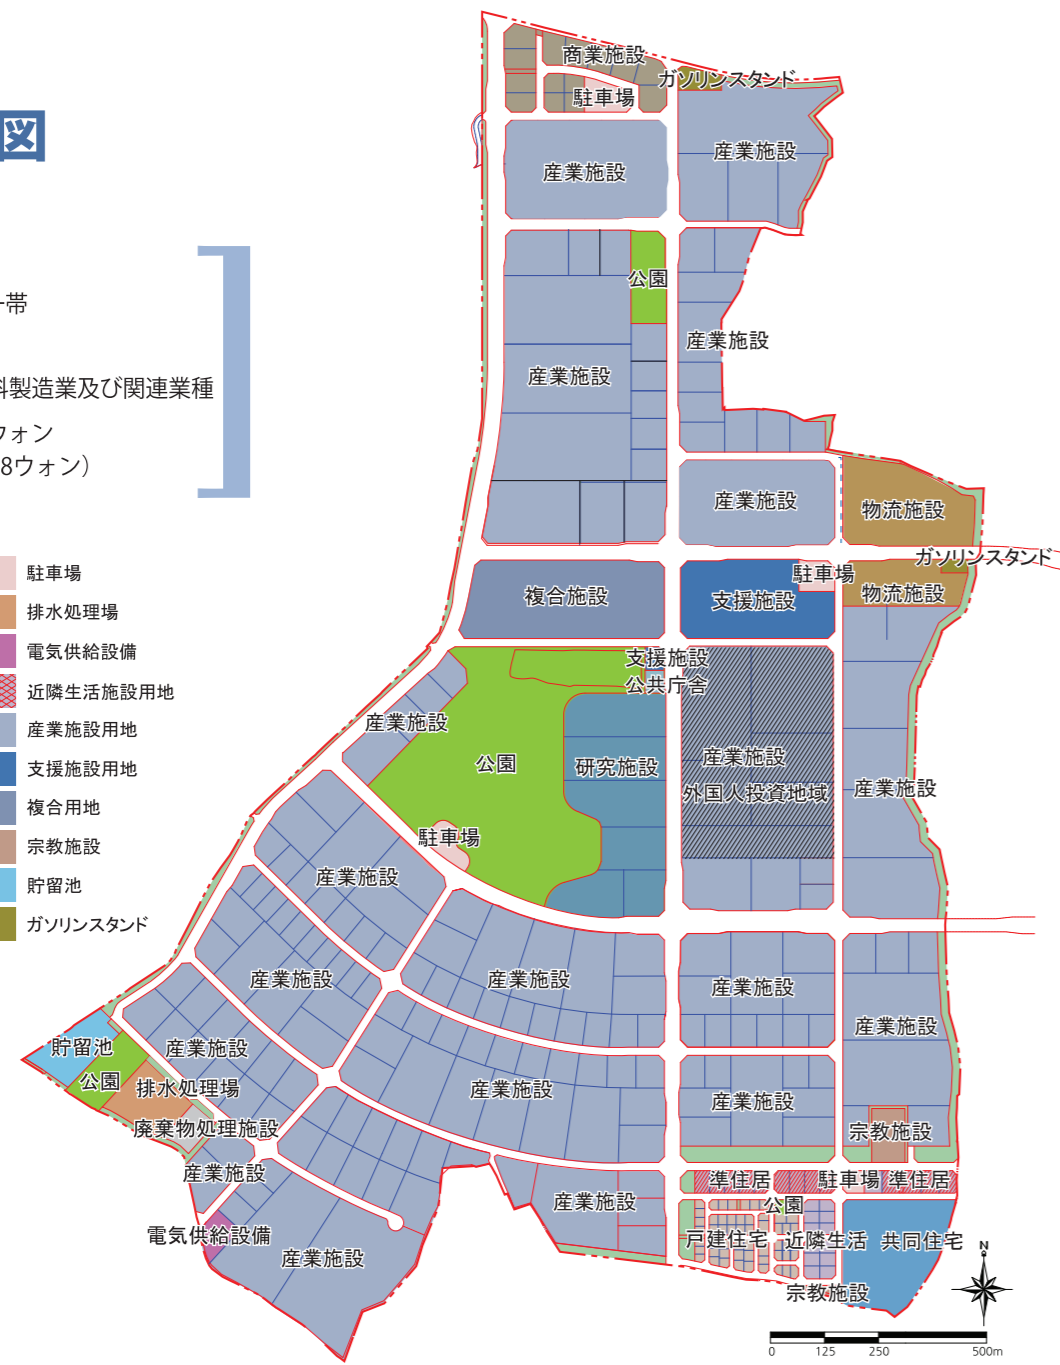 図
一帯
料製造業及び関連業種
ウォン
8ウォン）
駐車場
排水処理場
電気供給設備
近隣生活施設用地
産業施設用地
支援施設用地
複合用地
宗教施設
貯留池
ガソリンスタンド
商業施設
ガソリンスタンド
駐車場
産業施設
産業施設
公園
産業施設
産業施設
産業施設
物流施設
ガソリンスタンド
駐車場
物流施設
複合施設
支援施設
支援施設
公共庁舎
産業施設
公園
研究施設
産業施設
外国人投資地域
産業施設
駐車場
産業施設
産業施設
産業施設
産業施設
産業施設
貯留池
産業施設
公園
排水処理場
産業施設
産業施設
廃棄物処理施設
宗教施設
産業施設
準住居
駐車場
準住居
産業施設
公園
電気供給設備
戸建住宅
近隣生活
共同住宅
産業施設
宗教施設
N
0 125 250 500m